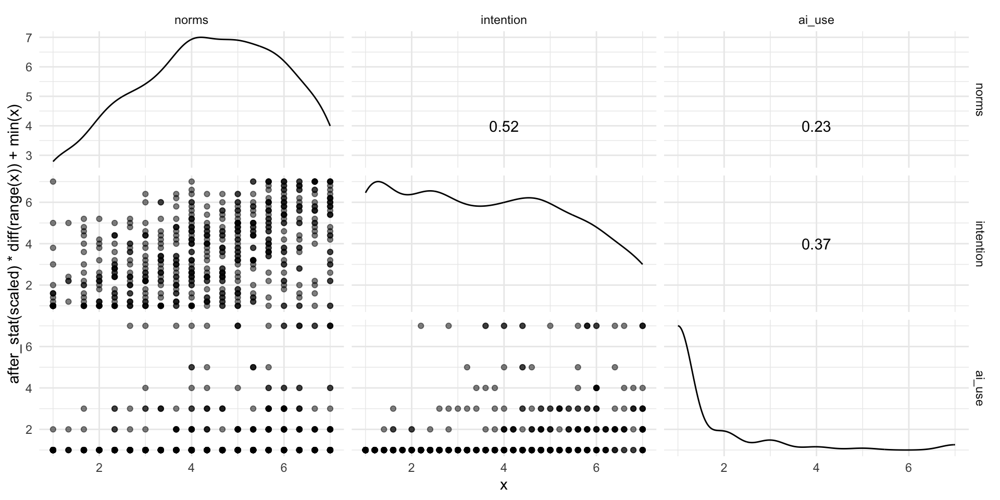 norms intention ai_use
after_stat(scaled) * diff(range(x)) + min(x)
7
6
5
4
3
norms
0.52
0.23
6
4
2
intention
0.37
6
4
2
ai_use
2 4 6 2 4 6 2 4 6
x